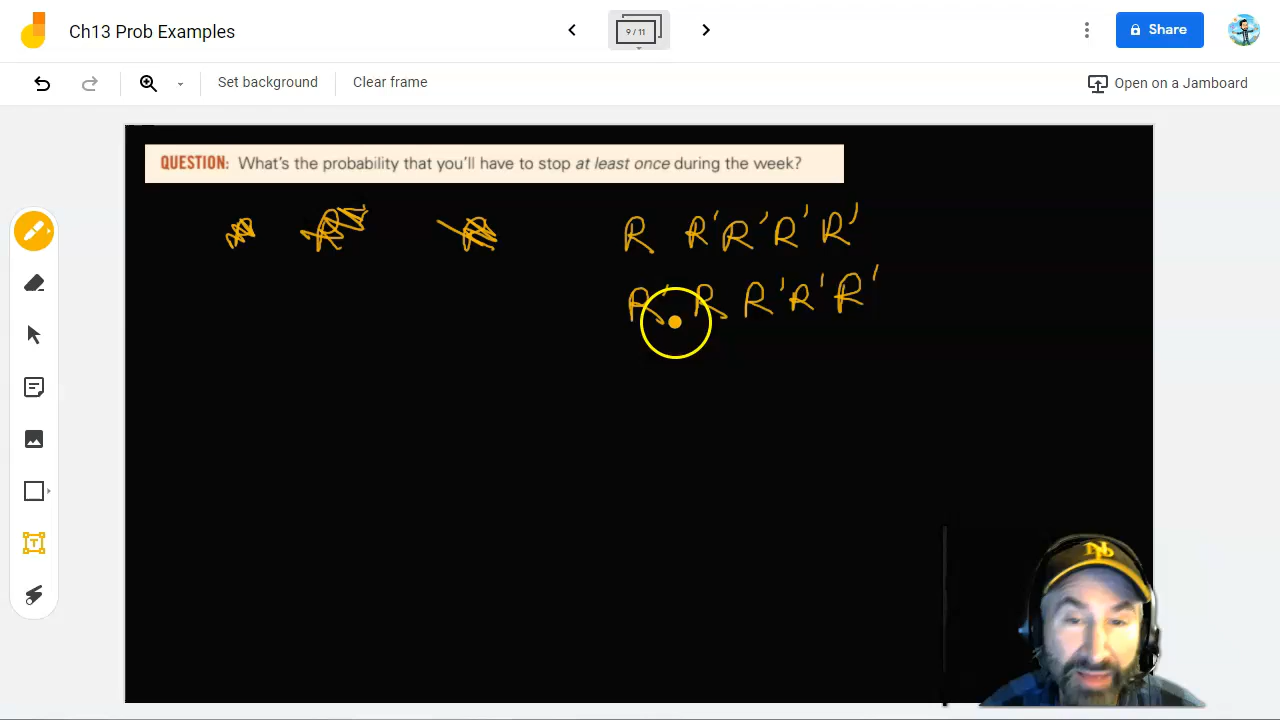 Ch13 Prob Examples
9 / 11
Share
Set background
Clear frame
Open on a Jamboard
QUESTION: What's the probability that you'll have to stop at least once during the week?
R R' R' R' R'
R' R R' R' R'
T
NY